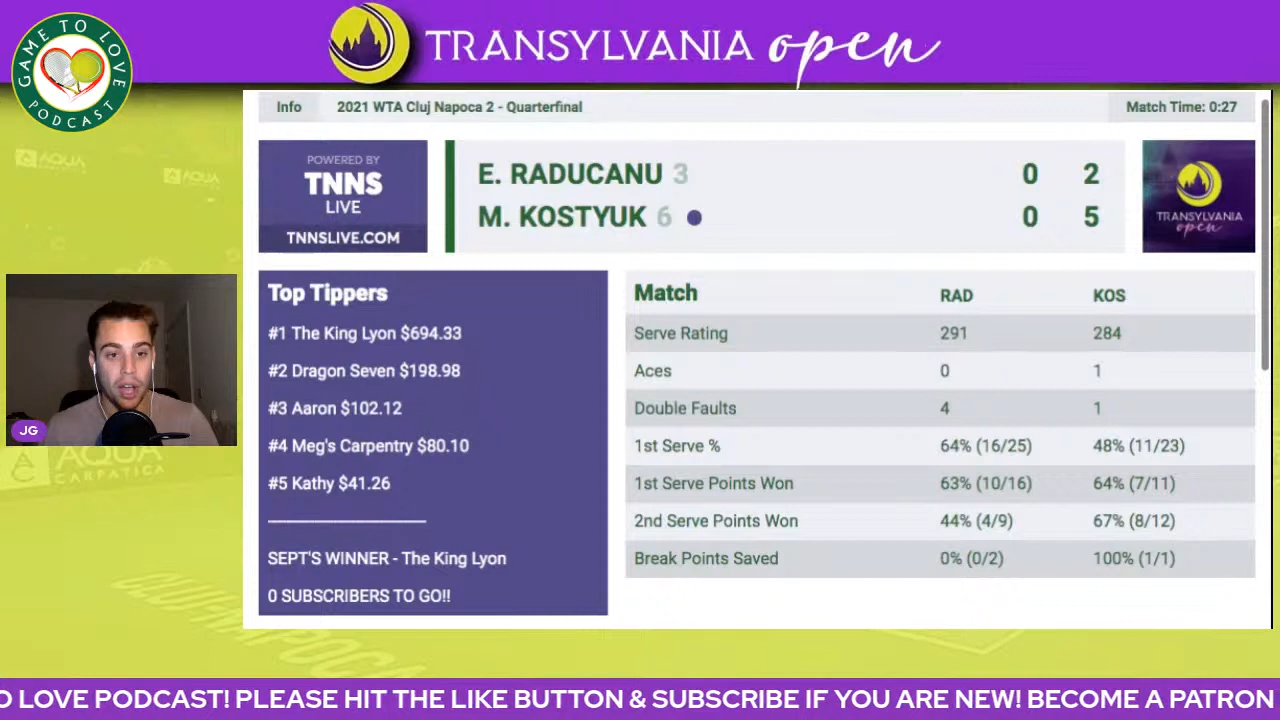 GAME TO LOVE
PODCAST
TRANSYLVANIA open
Info 2021 WTA Cluj Napoca 2 - Quarterfinal Match Time: 0:27
POWERED BY
TNNS
LIVE
TNNSLIVE.COM
E. RADUCANU 3 0 2
M. KOSTYUK 6 0 5
TRANSYLVANIA
open
Top Tippers
#1 The King Lyon $694.33
#2 Dragon Seven $198.98
#3 Aaron $102.12
#4 Meg's Carpentry $80.10
#5 Kathy $41.26
SEPT'S WINNER - The King Lyon
0 SUBSCRIBERS TO GO!!
Match RAD KOS
Serve Rating 291 284
Aces 0 1
Double Faults 4 1
1st Serve % 64% (16/25) 48% (11/23)
1st Serve Points Won 63% (10/16) 64% (7/11)
2nd Serve Points Won 44% (4/9) 67% (8/12)
Break Points Saved 0% (0/2) 100% (1/1)
AQUA
AQUA
JG
AQUA
CARPATICA
CLUJ-NAPOCA
O LOVE PODCAST! PLEASE HIT THE LIKE BUTTON & SUBSCRIBE IF YOU ARE NEW! BECOME A PATRON